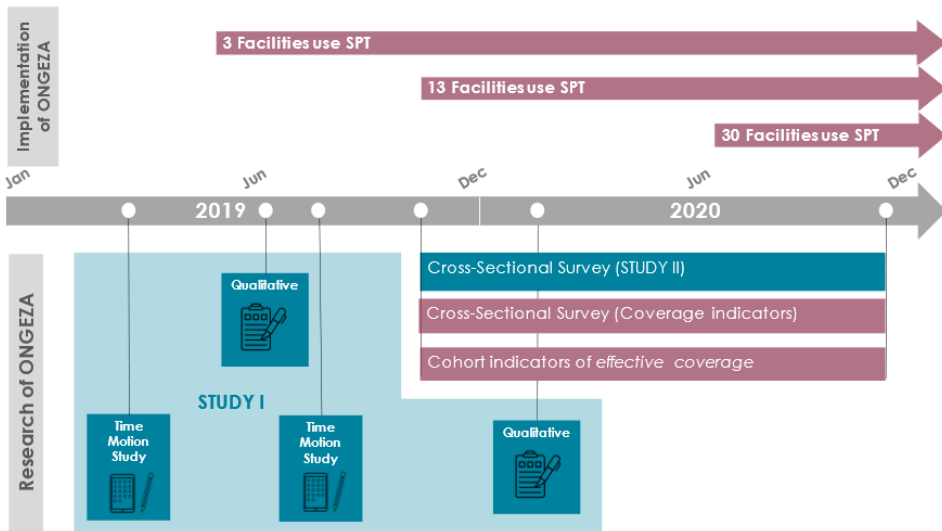 Implementation
of ONGEZA
3 Facilities use SPT
13 Facilities use SPT
30 Facilities use SPT
Jan
Jun
Dec
Jun
Dec
2019
2020
Research of ONGEZA
Cross-Sectional Survey (STUDY II)
Cross-Sectional Survey (Coverage indicators)
Cohort indicators of effective coverage
Qualitative
STUDY I
Time
Motion
Study
Time
Motion
Study
Qualitative